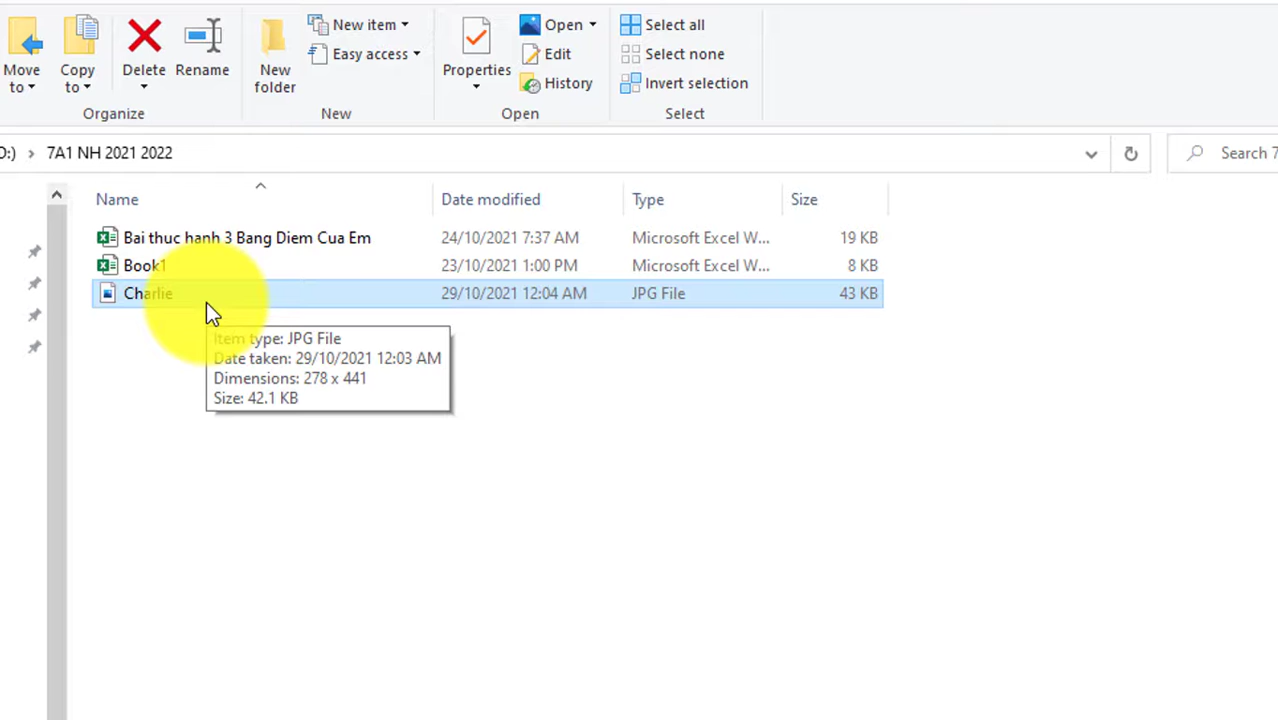 Move to
Copy to
Delete
Rename
Organize
New folder
New item
Easy access
New
Properties
Open
Edit
History
Open
Select all
Select none
Invert selection
Select
:) › 7A1 NH 2021 2022
Search 7
Name Date modified Type Size
Bai thuc hanh 3 Bang Diem Cua Em 24/10/2021 7:37 AM Microsoft Excel W... 19 KB
Book1 23/10/2021 1:00 PM Microsoft Excel W... 8 KB
Charlie 29/10/2021 12:04 AM JPG File 43 KB
Item type: JPG File
Date taken: 29/10/2021 12:03 AM
Dimensions: 278 x 441
Size: 42.1 KB